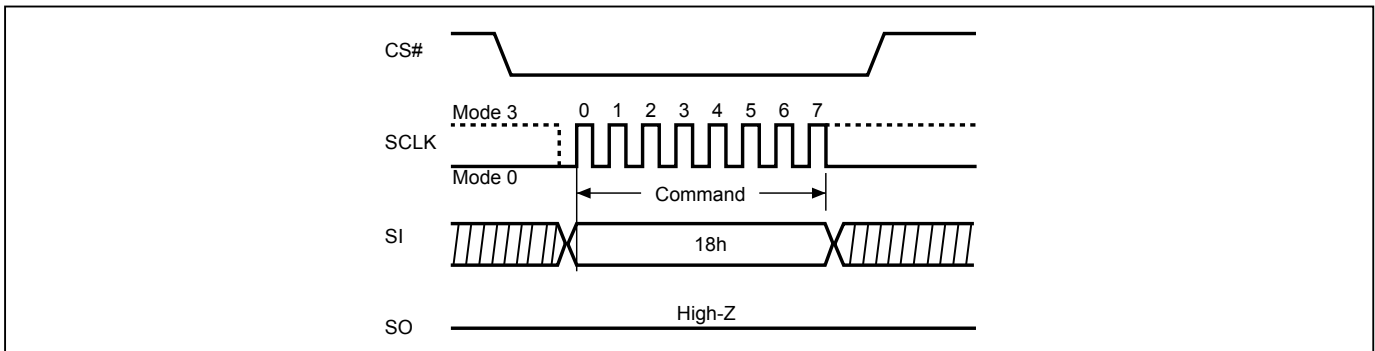 CS#
Mode 3
0 1 2 3 4 5 6 7
SCLK
Mode 0
Command
SI
18h
High-Z
SO